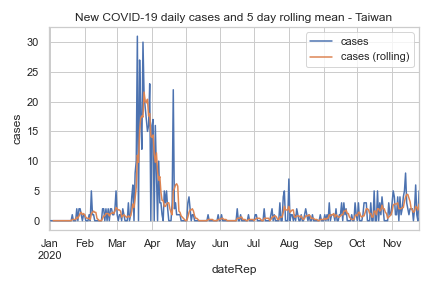 New COVID-19 daily cases and 5 day rolling mean - Taiwan
cases
cases (rolling)
30
25
20
15
10
5
0
cases
Jan Feb Mar Apr May Jun Jul Aug Sep Oct Nov
2020
dateRep